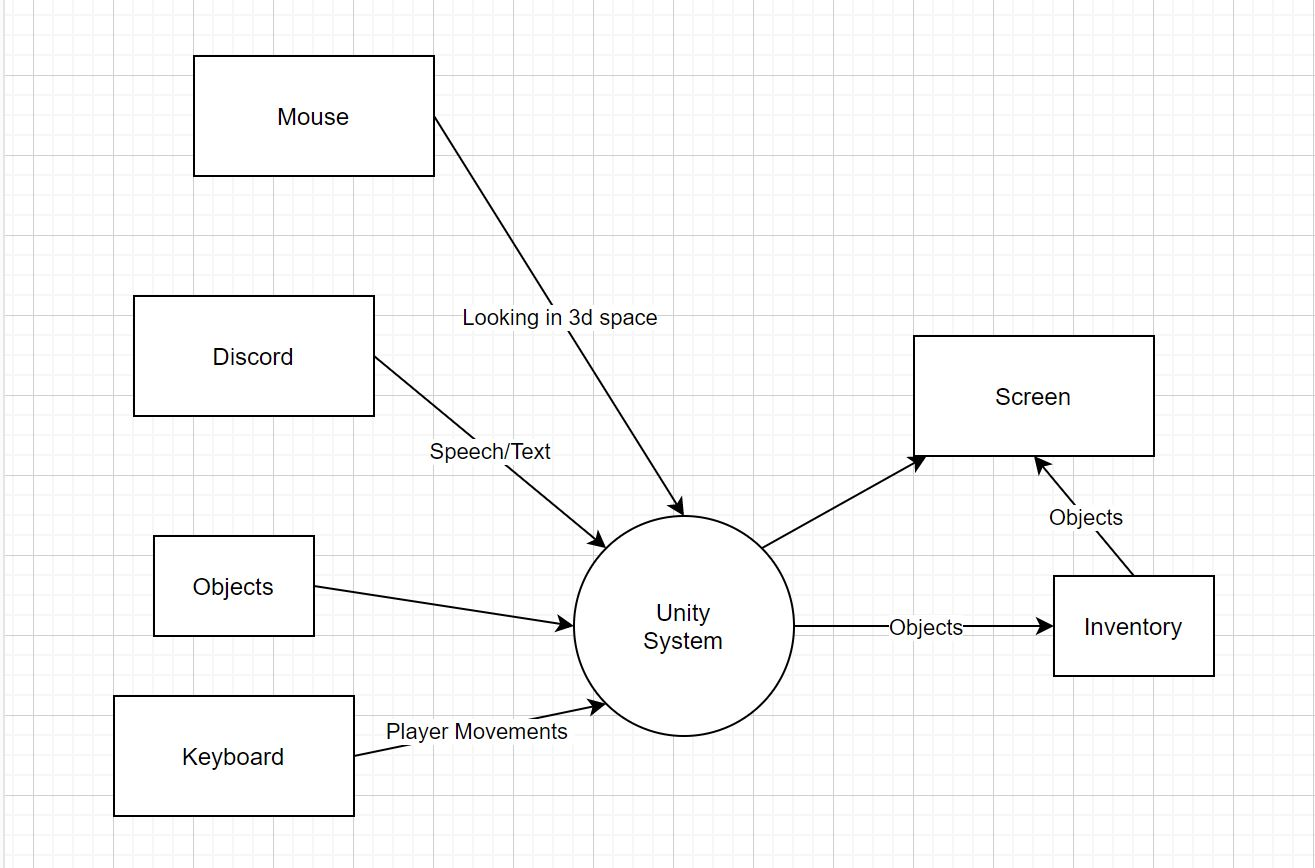 Mouse
Looking in 3d space
Discord
Speech/Text
Screen
Objects
Objects
Unity
System
Objects
Inventory
Player Movements
Keyboard